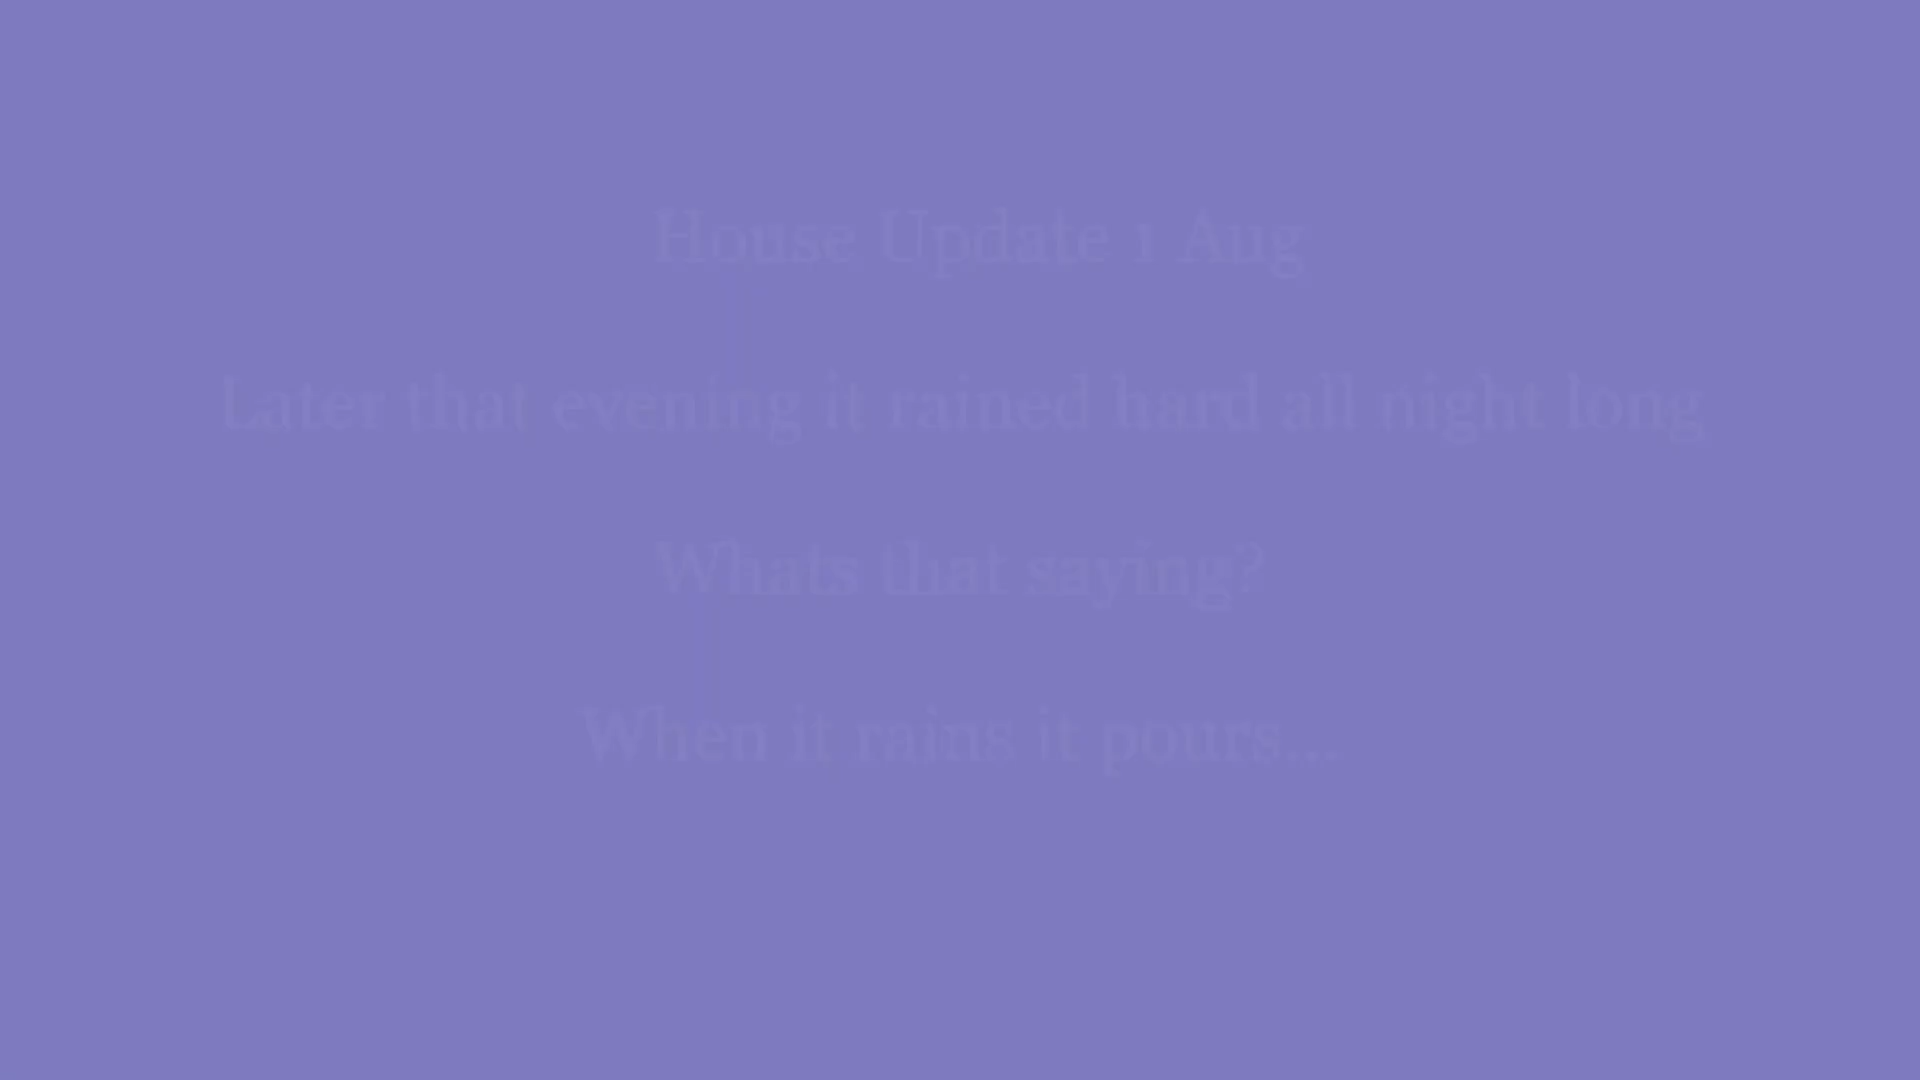 House Update 1 Aug
Later that evening it rained hard all night long
Whats that saying?
When it rains it pours...